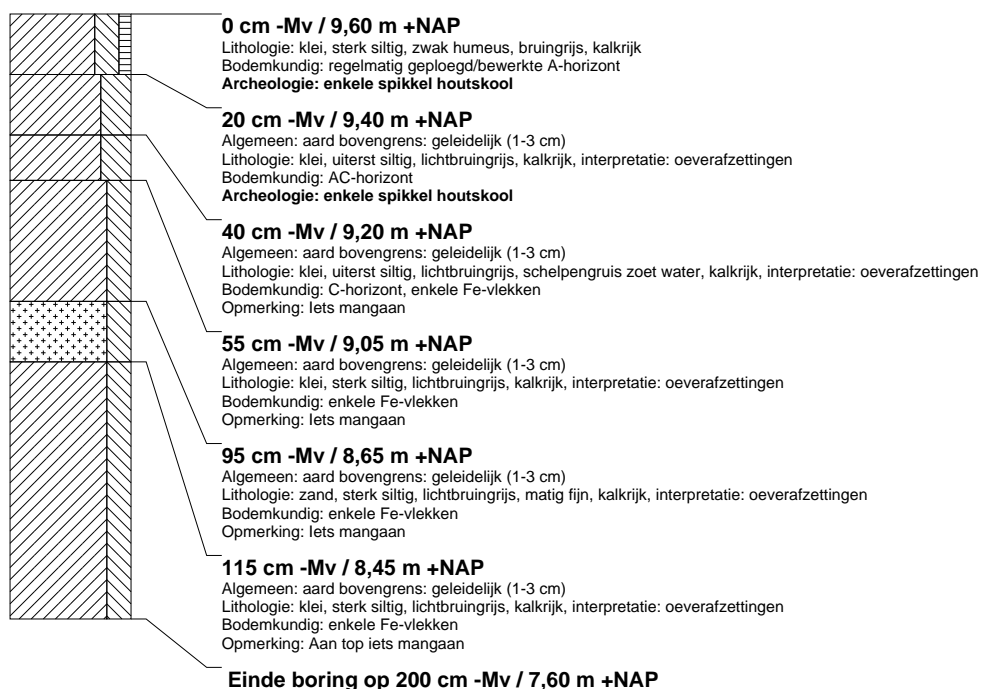 0 cm -Mv / 9,60 m +NAP
Lithologie: klei, sterk siltig, zwak humeus, bruingrijs, kalkrijk
Bodemkundig: regelmatig geploegd/bewerkte A-horizont
Archeologie: enkele spikkel houtskool
20 cm -Mv / 9,40 m +NAP
Algemeen: aard bovengrens: geleidelijk (1-3 cm)
Lithologie: klei, uiterst siltig, lichtbruingrijs, kalkrijk, interpretatie: oeverafzettingen
Bodemkundig: AC-horizont
Archeologie: enkele spikkel houtskool
40 cm -Mv / 9,20 m +NAP
Algemeen: aard bovengrens: geleidelijk (1-3 cm)
Lithologie: klei, uiterst siltig, lichtbruingrijs, schelpengruis zoet water, kalkrijk, interpretatie: oeverafzettingen
Bodemkundig: C-horizont, enkele Fe-vlekken
Opmerking: Iets mangaan
55 cm -Mv / 9,05 m +NAP
Algemeen: aard bovengrens: geleidelijk (1-3 cm)
Lithologie: klei, sterk siltig, lichtbruingrijs, kalkrijk, interpretatie: oeverafzettingen
Bodemkundig: enkele Fe-vlekken
Opmerking: Iets mangaan
95 cm -Mv / 8,65 m +NAP
Algemeen: aard bovengrens: geleidelijk (1-3 cm)
Lithologie: zand, sterk siltig, lichtbruingrijs, matig fijn, kalkrijk, interpretatie: oeverafzettingen
Bodemkundig: enkele Fe-vlekken
Opmerking: Iets mangaan
115 cm -Mv / 8,45 m +NAP
Algemeen: aard bovengrens: geleidelijk (1-3 cm)
Lithologie: klei, sterk siltig, lichtbruingrijs, kalkrijk, interpretatie: oeverafzettingen
Bodemkundig: enkele Fe-vlekken
Opmerking: Aan top iets mangaan
Einde boring op 200 cm -Mv / 7,60 m +NAP